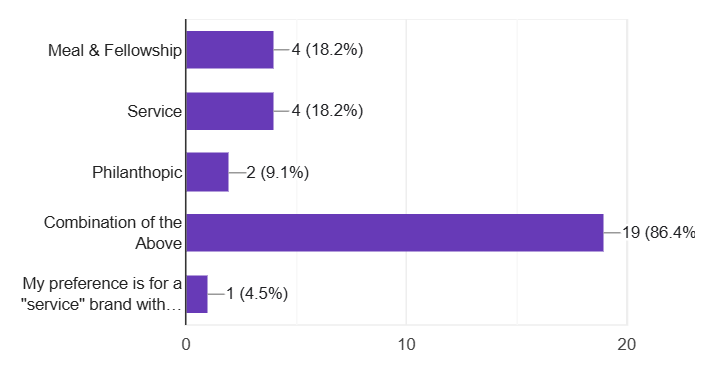 Meal & Fellowship
4 (18.2%)
Service
4 (18.2%)
Philanthopic
2 (9.1%)
Combination of the
Above
19 (86.4%
My preference is for a
"service" brand with…
1 (4.5%)
0
10
20